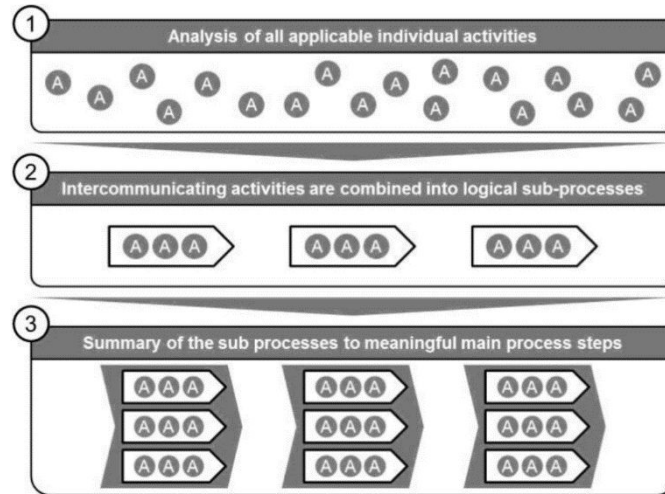 1
Analysis of all applicable individual activities
A A A A A A A A A A A A A A A A A A
2
Intercommunicating activities are combined into logical sub-processes
A A A A A A A A A
3
Summary of the sub processes to meaningful main process steps
A A A A A A A A A
A A A A A A A A A
A A A A A A A A A